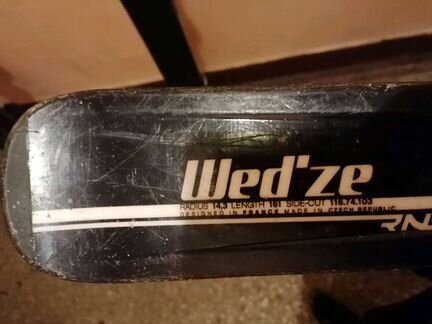 Wed'ze
RADIUS 14,3 LENGTH 161 SIDE-CUT 116.74.103
DESIGNED IN FRANCE MADE IN CZECH REPUBLIC